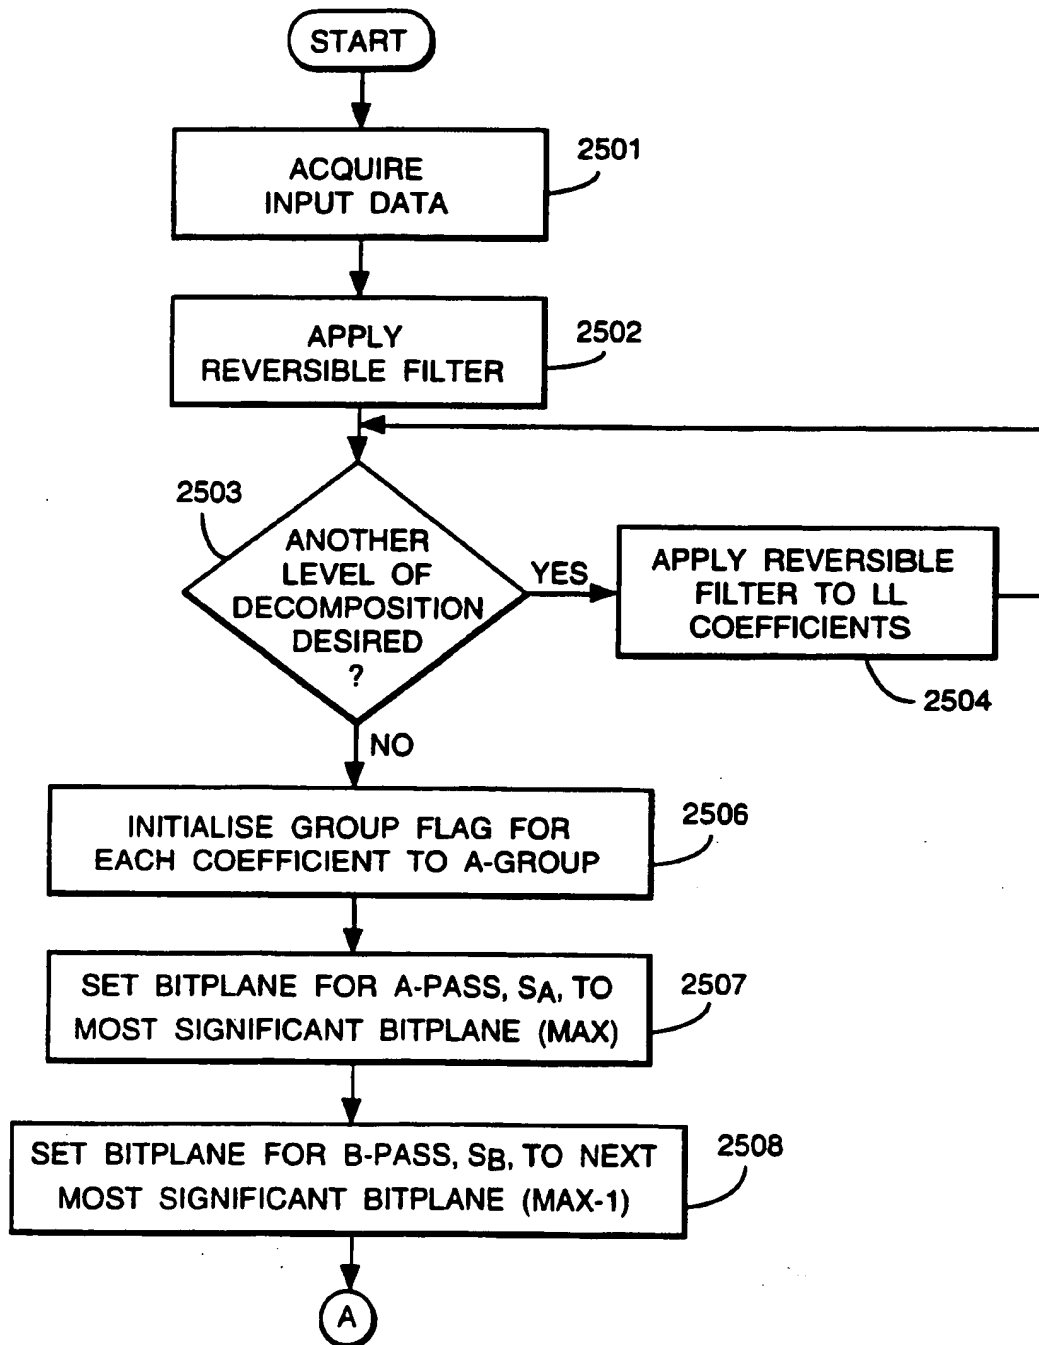 START
ACQUIRE
INPUT DATA
2501
APPLY
REVERSIBLE FILTER
2502
2503
ANOTHER
LEVEL OF
DECOMPOSITION
DESIRED
?
YES
APPLY REVERSIBLE
FILTER TO LL
COEFFICIENTS
2504
NO
INITIALISE GROUP FLAG FOR
EACH COEFFICIENT TO A-GROUP
2506
SET BITPLANE FOR A-PASS, SA, TO
MOST SIGNIFICANT BITPLANE (MAX)
2507
SET BITPLANE FOR B-PASS, SB, TO NEXT
MOST SIGNIFICANT BITPLANE (MAX-1)
2508
A